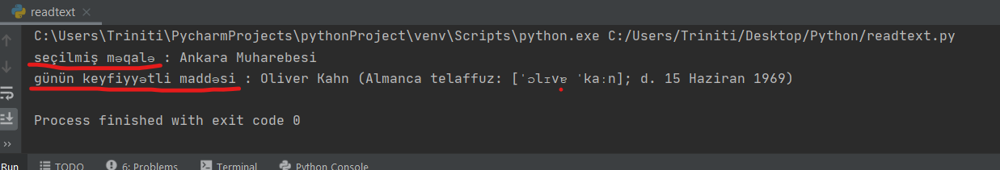 readtext
C:\Users\Triniti\PycharmProjects\pythonProject\venv\Scripts\python.exe C:/Users/Triniti/Desktop/Python/readtext.py
seçilmiş məqalə : Ankara Muharebesi
günün keyfiyyətli maddəsi : Oliver Kahn (Almanca telaffuz: [ˈɔlɪvɐ ˈkaːn]; d. 15 Haziran 1969)
Process finished with exit code 0
Run TODO 6: Problems Terminal Python Console